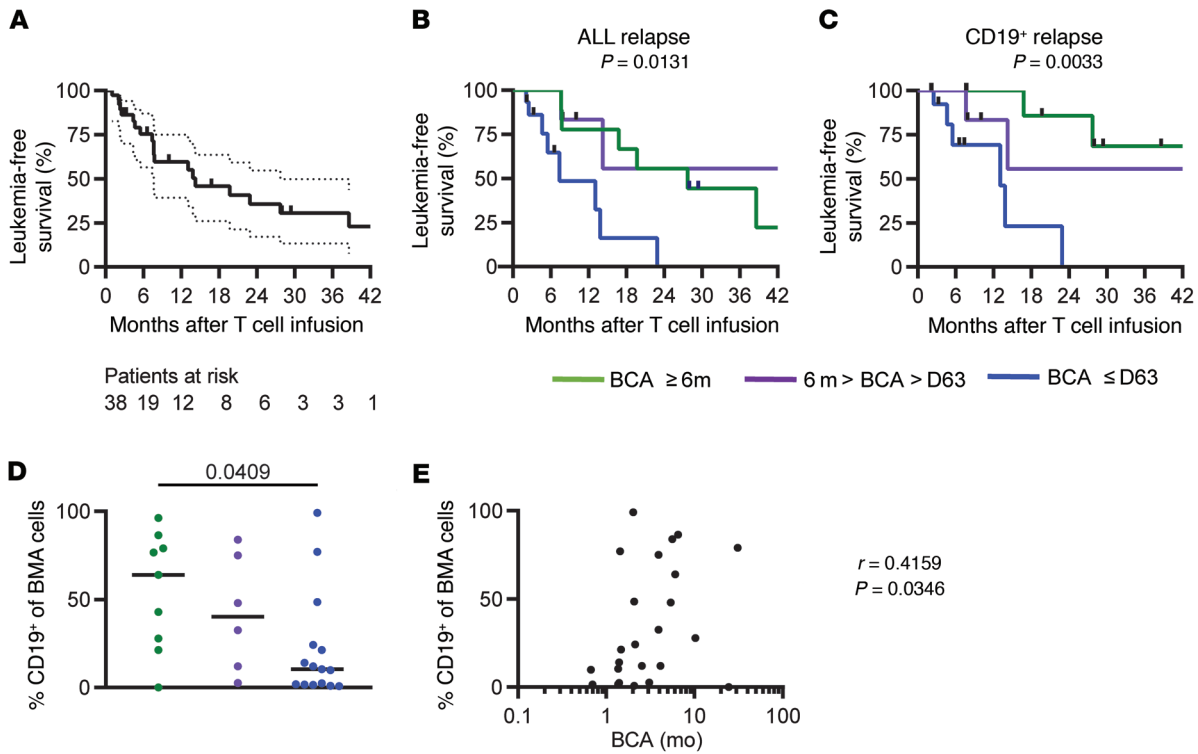 A
100
75
50
25
0
Leukemia-free
survival (%)
0 6 12 18 24 30 36 42
Months after T cell infusion
Patients at risk
38 19 12 8 6 3 3 1
B
ALL relapse
P = 0.0131
100
75
50
25
0
Leukemia-free
survival (%)
0 6 12 18 24 30 36 42
Months after T cell infusion
C
CD19⁺ relapse
P = 0.0033
100
75
50
25
0
Leukemia-free
survival (%)
0 6 12 18 24 30 36 42
Months after T cell infusion
BCA ≥ 6m
6 m > BCA > D63
BCA ≤ D63
D
0.0409
100
50
0
% CD19⁺ of BMA cells
E
100
50
0
% CD19⁺ of BMA cells
0.1 1 10 100
BCA (mo)
r = 0.4159
P = 0.0346